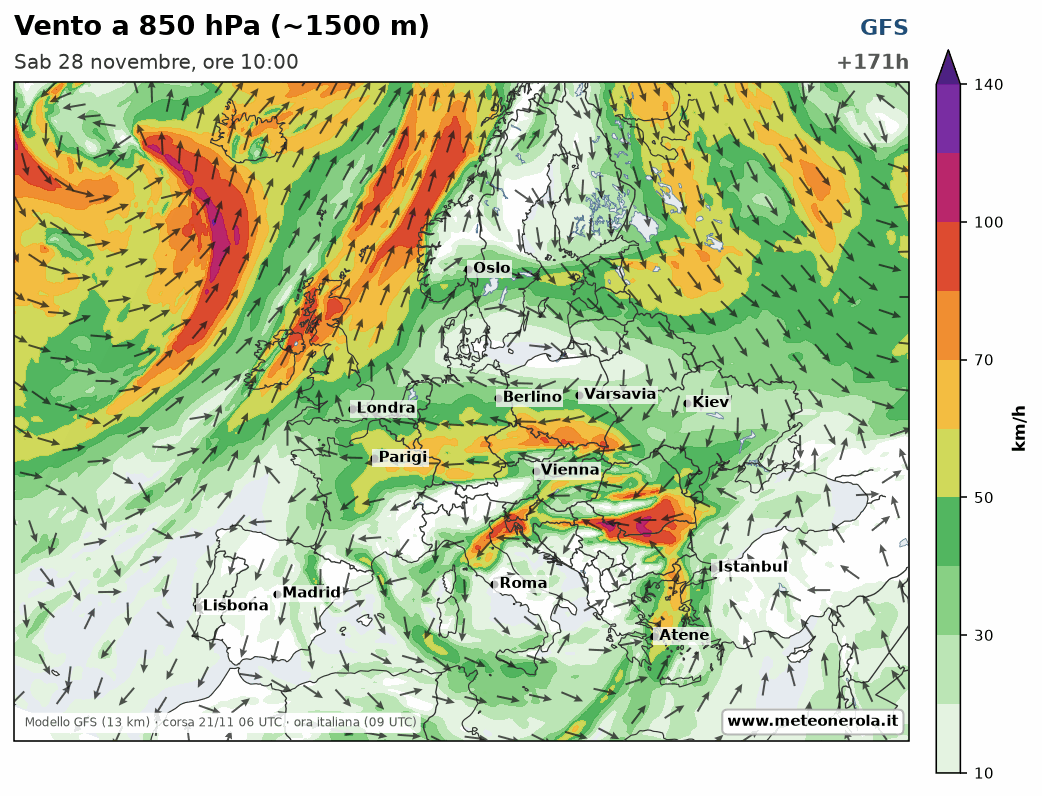 Vento a 850 hPa (~1500 m)
GFS
Sab 28 novembre, ore 10:00
+171h
140
100
70
50
30
10
km/h
Oslo
Londra
Berlino
Varsavia
Kiev
Parigi
Vienna
Istanbul
Roma
Madrid
Lisbona
Atene
Modello GFS (13 km) · corsa 21/11 06 UTC · ora italiana (09 UTC)
www.meteonerola.it